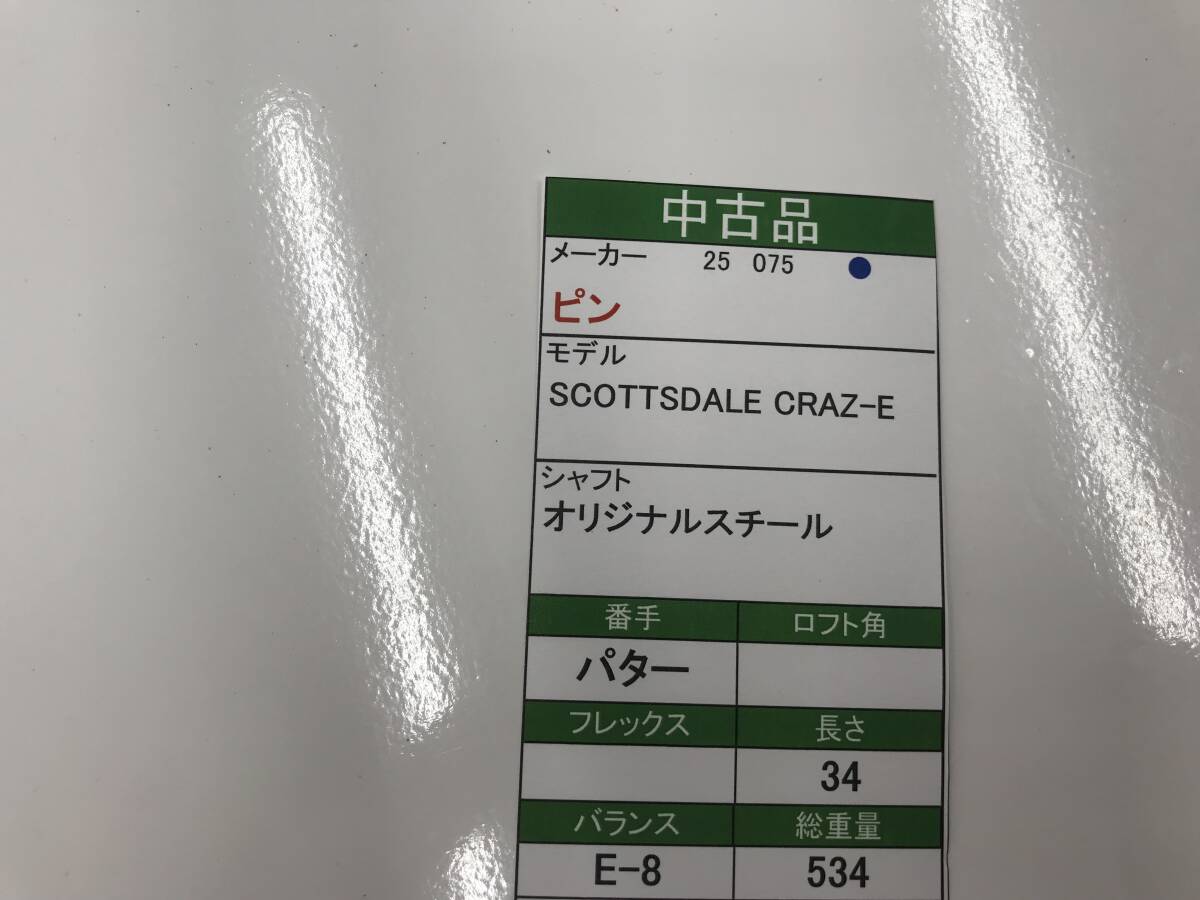 中古品
メーカー 25 075
ピン
モデル
SCOTTSDALE CRAZ-E
シャフト
オリジナルスチール
番手 ロフト角
パター
フレックス 長さ
34
バランス 総重量
E-8 534